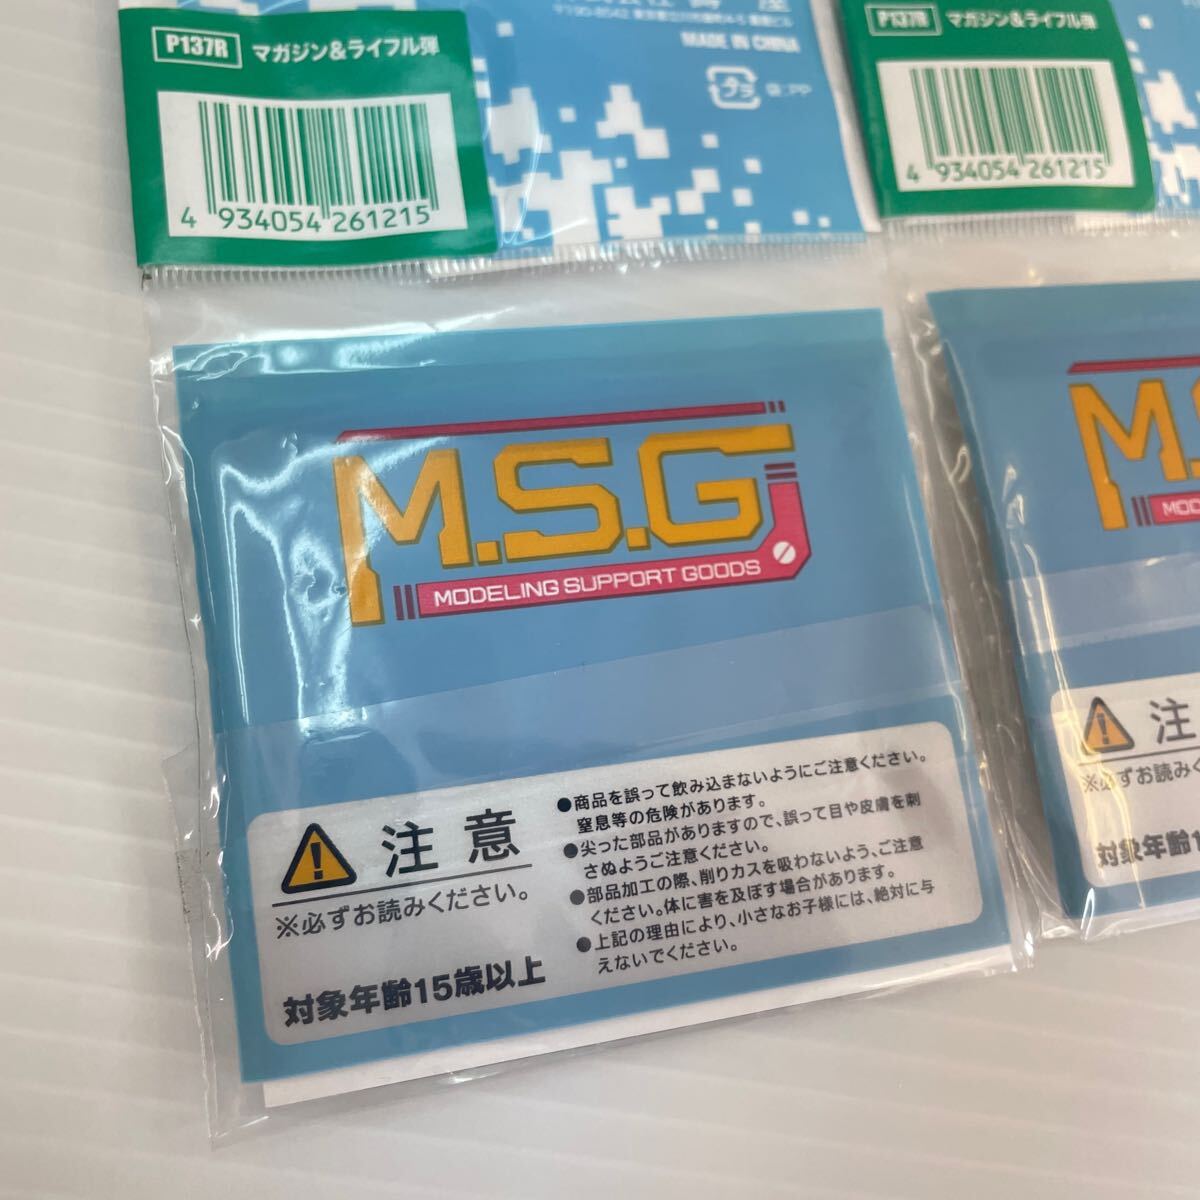 P137R マガジン&ライフル弾
MADE IN CHINA
プラ 袋:PP
4 934054 261215
P137R マガジン&ライフル弾
4 934054 261215
M.S.G
MODELING SUPPORT GOODS
注意
※必ずお読みください。
対象年齢15歳以上
●商品を誤って飲み込まないようにご注意ください。
窒息等の危険があります。
●尖った部品がありますので、誤って目や皮膚を刺
さぬようご注意ください。
●部品加工の際、削りカスを吸わないよう、ご注意
ください。体に害を及ぼす場合があります。
●上記の理由により、小さなお子様には、絶対に与
えないでください。
注
※必ずお読み
対象年齢